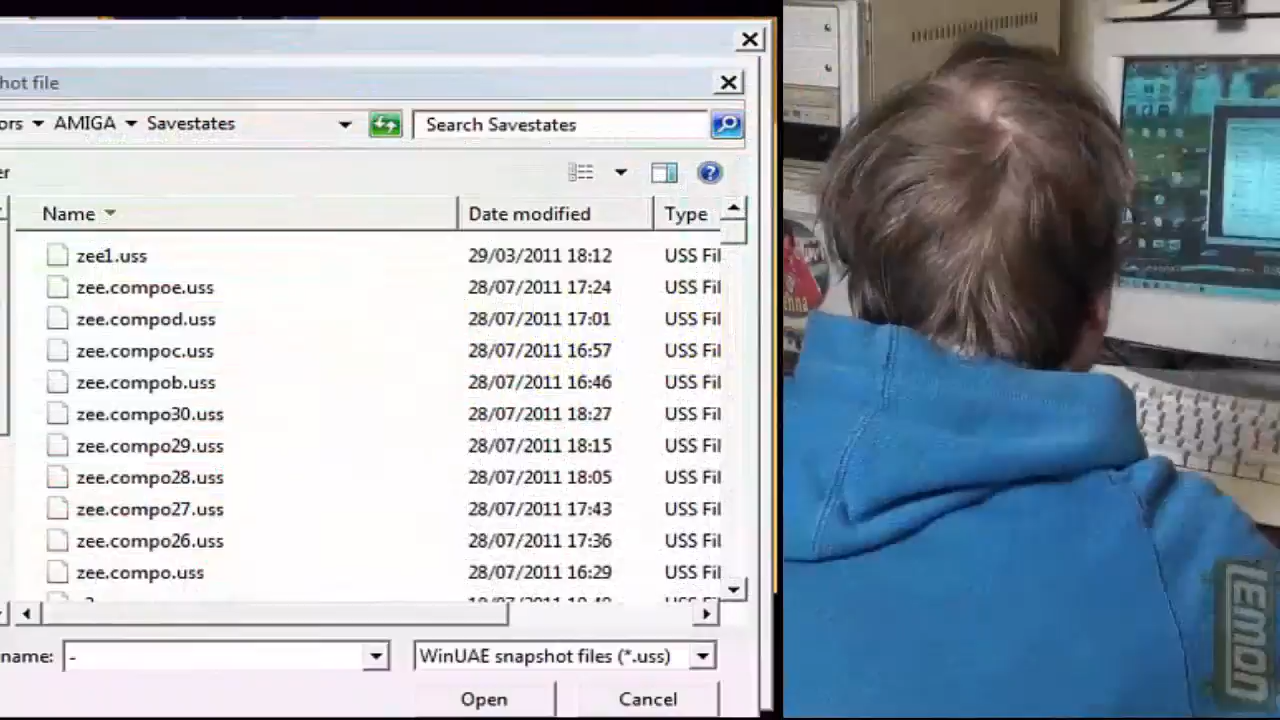 hot file
ors AMIGA Savestates Search Savestates
er
Name Date modified Type
zee1.uss 29/03/2011 18:12 USS Fil
zee.compoe.uss 28/07/2011 17:24 USS Fil
zee.compod.uss 28/07/2011 17:01 USS Fil
zee.compoc.uss 28/07/2011 16:57 USS Fil
zee.compob.uss 28/07/2011 16:46 USS Fil
zee.compo30.uss 28/07/2011 18:27 USS Fil
zee.compo29.uss 28/07/2011 18:15 USS Fil
zee.compo28.uss 28/07/2011 18:05 USS Fil
zee.compo27.uss 28/07/2011 17:43 USS Fil
zee.compo26.uss 28/07/2011 17:36 USS Fil
zee.compo.uss 28/07/2011 16:29 USS Fil
name: - WinUAE snapshot files (*.uss)
Open Cancel
LEMON